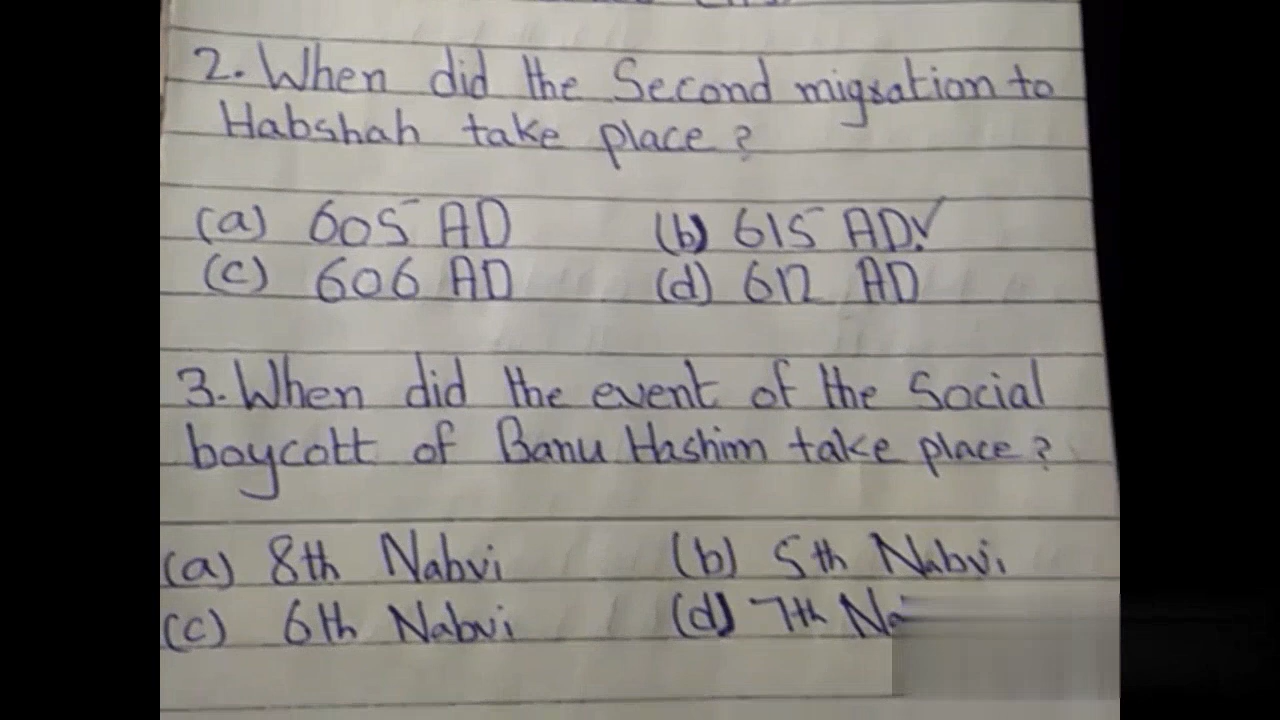 2. When did the Second migration to
Habshah take place?
(a) 605 AD (b) 615 AD✓
(c) 606 AD (d) 612 AD
3. When did the event of the Social
boycott of Banu Hashim take place?
(a) 8th Nabvi (b) 5th Nabvi
(c) 6th Nabvi (d) 7th